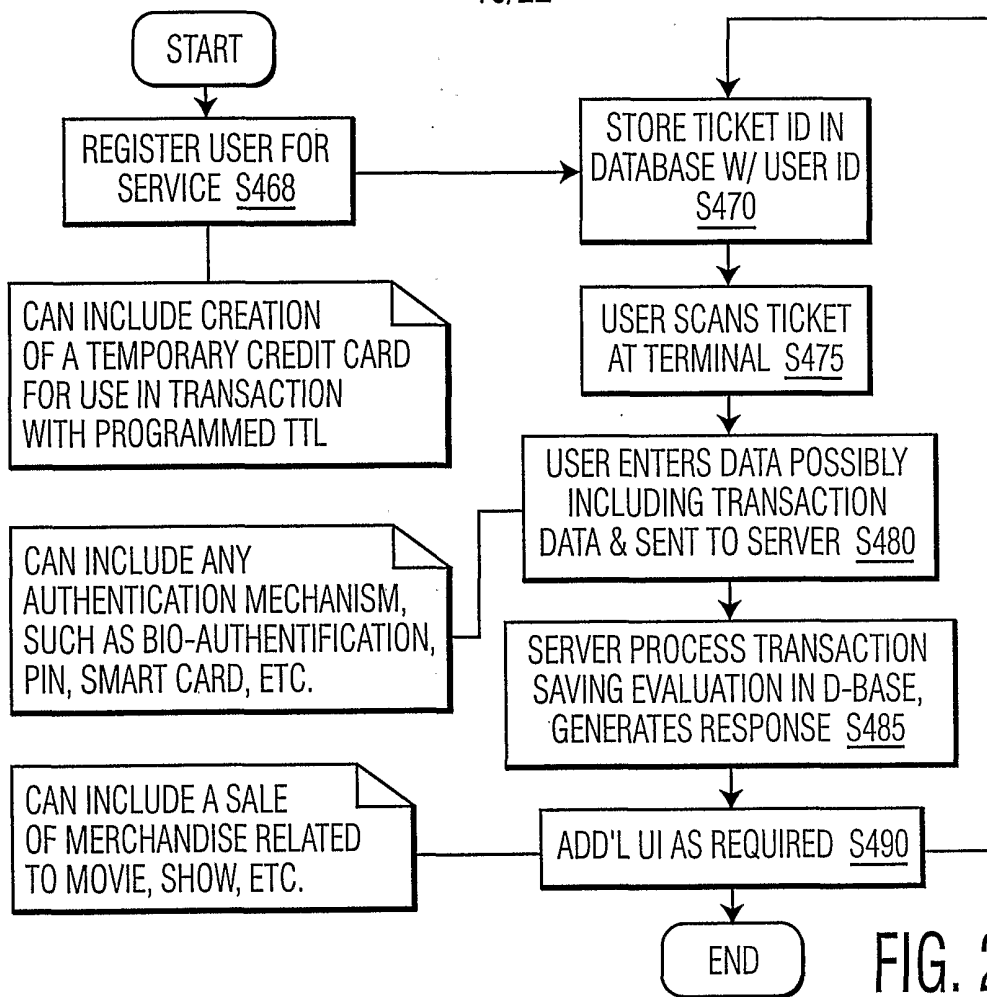 START
REGISTER USER FOR
SERVICE S468
CAN INCLUDE CREATION
OF A TEMPORARY CREDIT CARD
FOR USE IN TRANSACTION
WITH PROGRAMMED TTL
STORE TICKET ID IN
DATABASE W/ USER ID
S470
USER SCANS TICKET
AT TERMINAL S475
USER ENTERS DATA POSSIBLY
INCLUDING TRANSACTION
DATA & SENT TO SERVER S480
CAN INCLUDE ANY
AUTHENTICATION MECHANISM,
SUCH AS BIO-AUTHENTIFICATION,
PIN, SMART CARD, ETC.
SERVER PROCESS TRANSACTION
SAVING EVALUATION IN D-BASE,
GENERATES RESPONSE S485
CAN INCLUDE A SALE
OF MERCHANDISE RELATED
TO MOVIE, SHOW, ETC.
ADD'L UI AS REQUIRED S490
END
FIG. 2